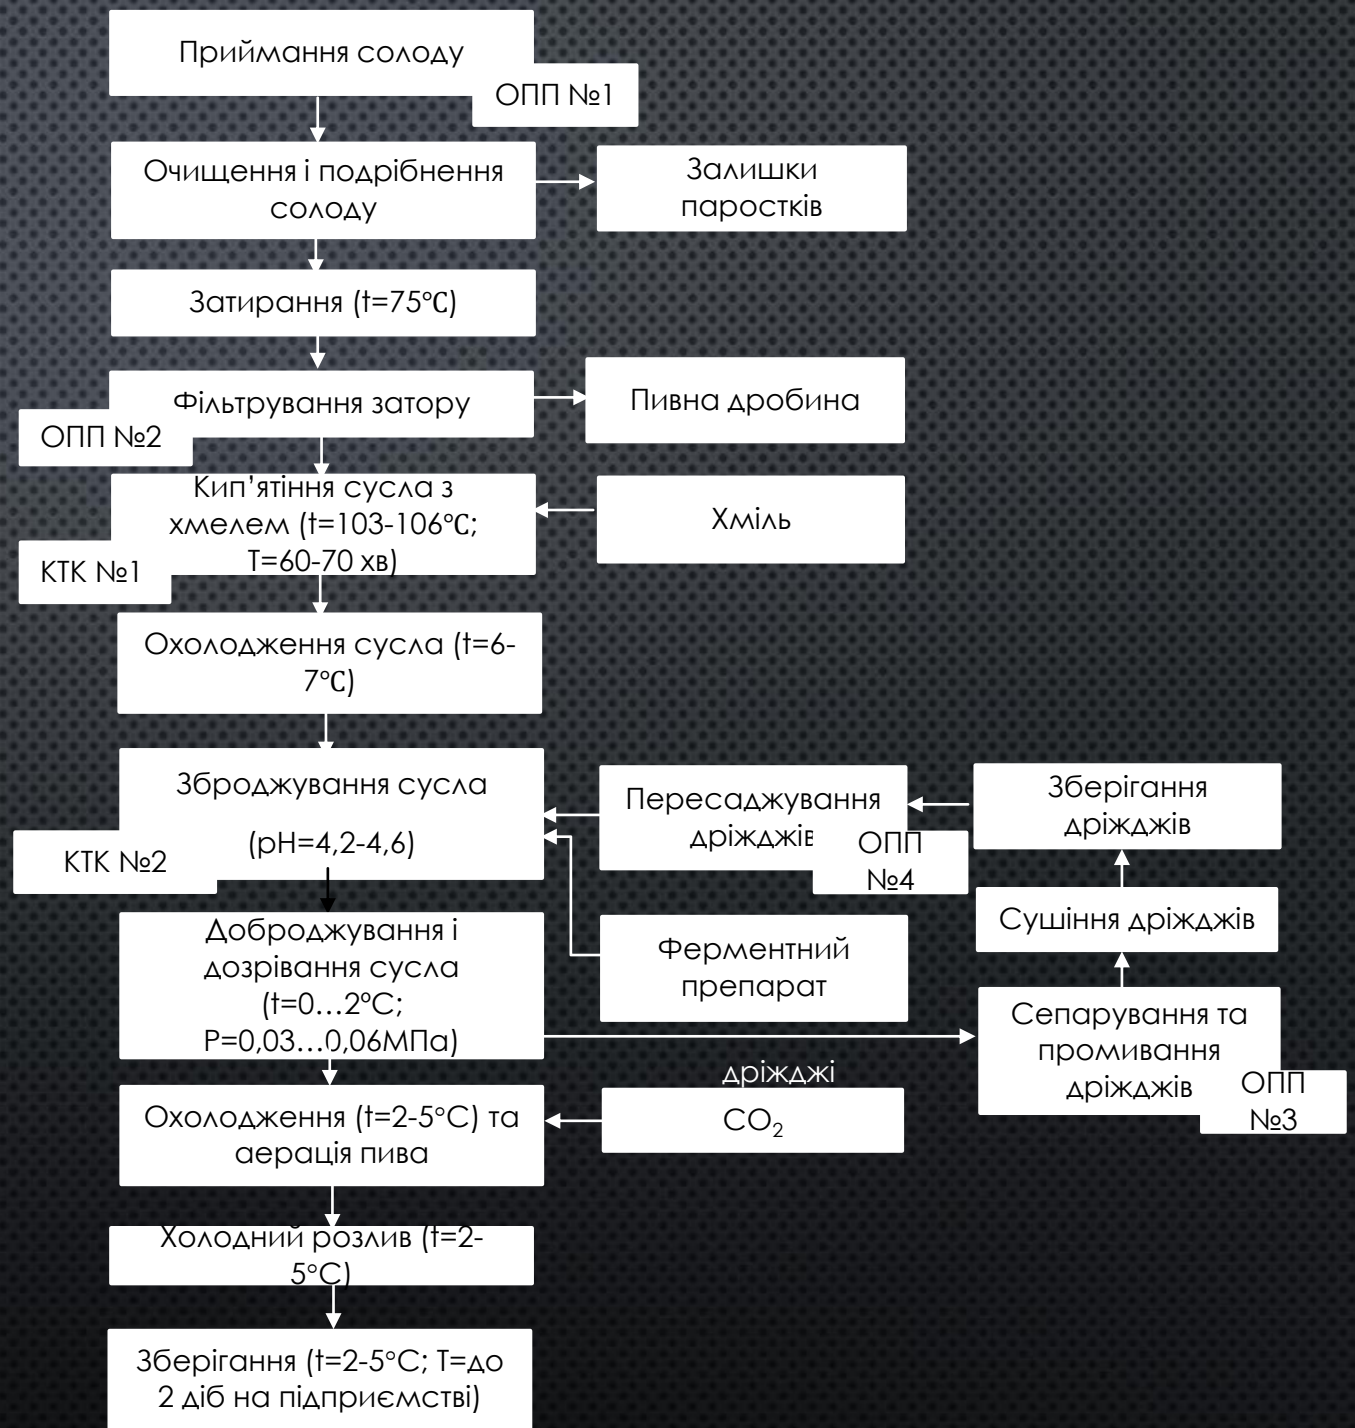 Приймання солоду
ОПП №1
Очищення і подрібнення
солоду
Залишки
паростків
Затирання (t=75°С)
Фільтрування затору
ОПП №2
Пивна дробина
Кип’ятіння сусла з
хмелем (t=103-106°С;
Т=60-70 хв)
КТК №1
Хміль
Охолодження сусла (t=6-
7°С)
Зброджування сусла
(рН=4,2-4,6)
КТК №2
Пересаджування
дріжджів
ОПП
№4
Зберігання
дріжджів
Сушіння дріжджів
Ферментний
препарат
Доброджування і
дозрівання сусла
(t=0…2°С;
Р=0,03…0,06МПа)
Сепарування та
промивання
дріжджів
ОПП
№3
дріжджі
СО₂
Охолодження (t=2-5°С) та
аерація пива
Холодний розлив (t=2-
5°С)
Зберігання (t=2-5°С; Т=до
2 діб на підприємстві)